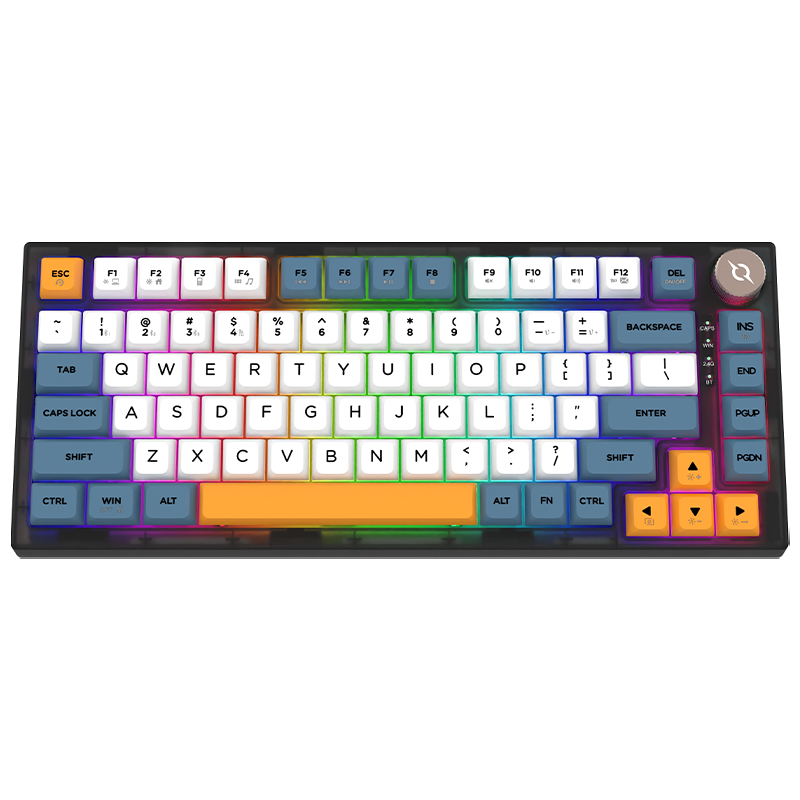 ESC F1 F2 F3 F4 F5 F6 F7 F8 F9 F10 F11 F12 DEL
ON/OFF
~ ! @ # $ % ^ & * ( ) — +
` 1 2 3 4 5 6 7 8 9 0 - = BACKSPACE INS
CAPS
WIN
2.4G
BT
TAB Q W E R T Y U I O P { [ } ] | \ END
CAPS LOCK A S D F G H J K L : ; " ' ENTER PGUP
SHIFT Z X C V B N M < , > . ? / SHIFT PGDN
CTRL WIN ALT ALT FN CTRL